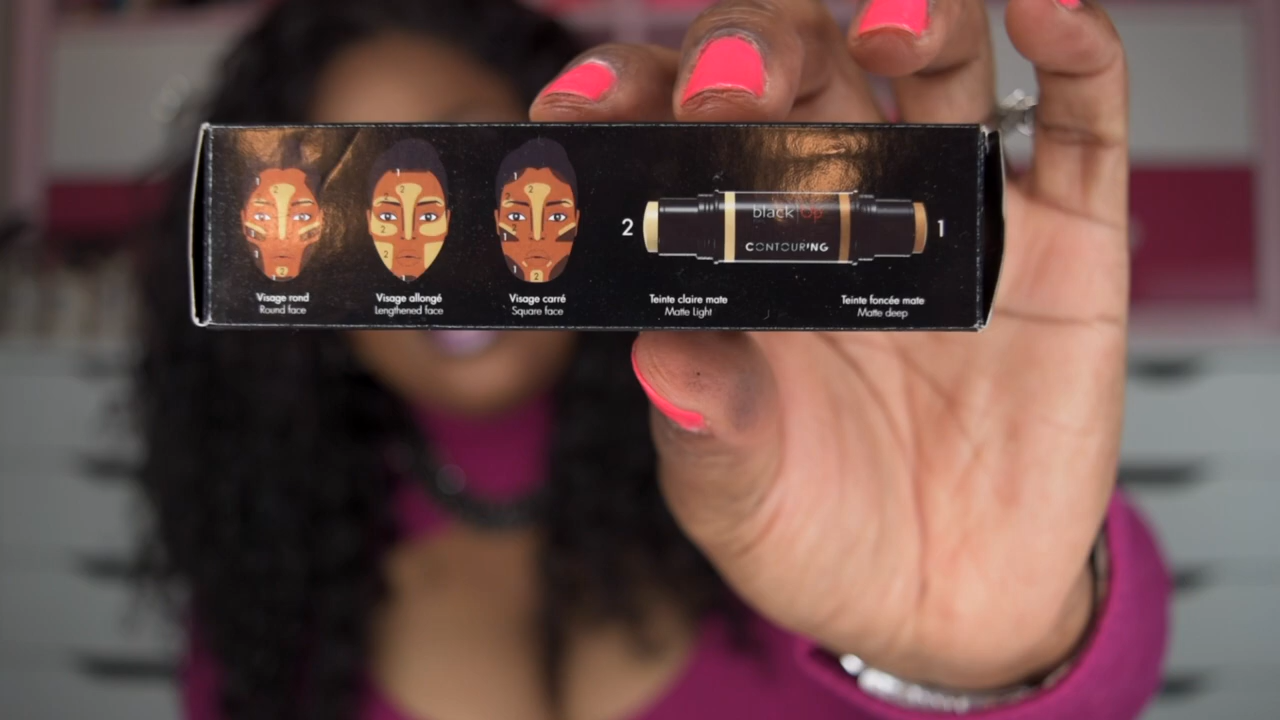 Visage rond
Round face
Visage allongé
Lengthened face
Visage carré
Square face
2
black Up
CONTOURING
1
Teinte claire mate
Matte Light
Teinte foncée mate
Matte deep